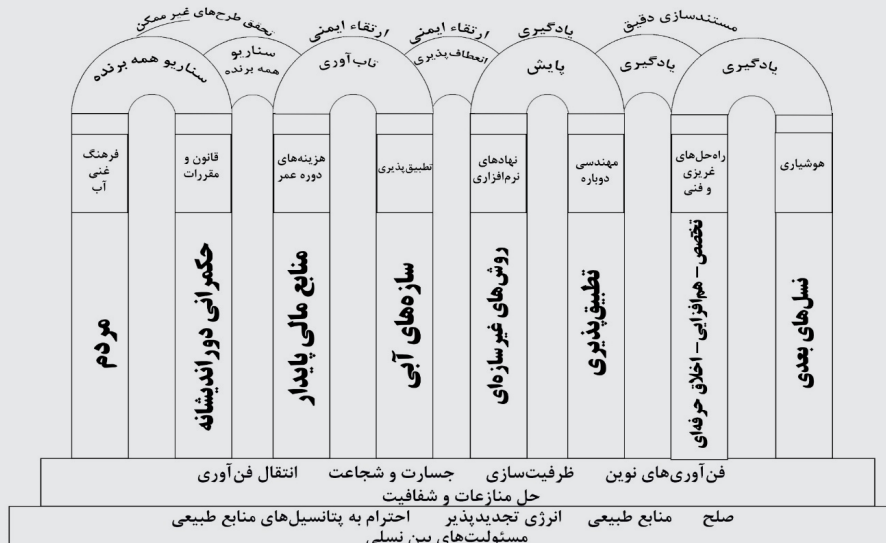 مستندسازی دقیق
یادگیری
ارتقاء ایمنی
ارتقاء ایمنی
تحقق طرح‌های غیر ممکن
یادگیری
یادگیری
پایش
انعطاف‌پذیری
تاب‌آوری
سناریو
همه برنده
سناریو همه برنده
هوشیاری
راه‌حل‌های
غریزی
و فنی
مهندسی
دوباره
نهادهای
نرم‌افزاری
تطبیق‌پذیری
هزینه‌های
دوره عمر
قانون و
مقررات
فرهنگ
غنی
آب
نسل‌های بعدی
تخصص – هم‌افزایی – اخلاق حرفه‌ای
تطبیق‌پذیری
روش‌های غیرسازه‌ای
سازه‌های آبی
منابع مالی پایدار
حکمرانی دوراندیشانه
مردم
فن‌آوری‌های نوین ظرفیت‌سازی جسارت و شجاعت انتقال فن‌آوری
حل منازعات و شفافیت
صلح منابع طبیعی انرژی تجدیدپذیر احترام به پتانسیل‌های منابع طبیعی
مسئولیت‌های بین نسلی